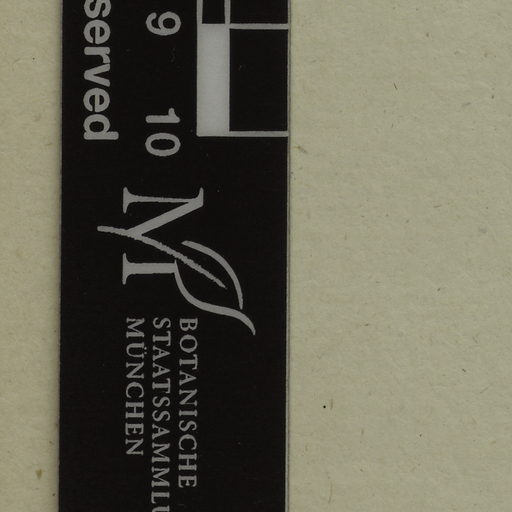 served
9 10
BOTANISCHE
STAATSSAMMLU
MÜNCHEN